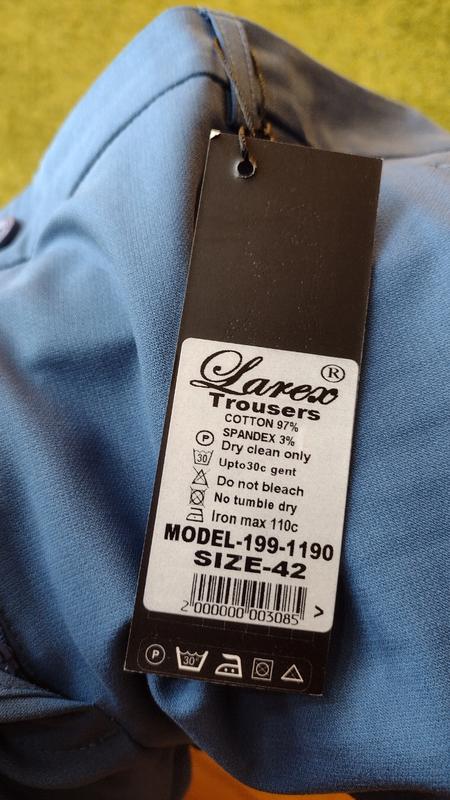 Larex ®
Trousers
COTTON 97%
SPANDEX 3%
P Dry clean only
30 Upto30c gent
Do not bleach
No tumble dry
Iron max 110c
MODEL-199-1190
SIZE-42
2 000000 003085 >
P 30°